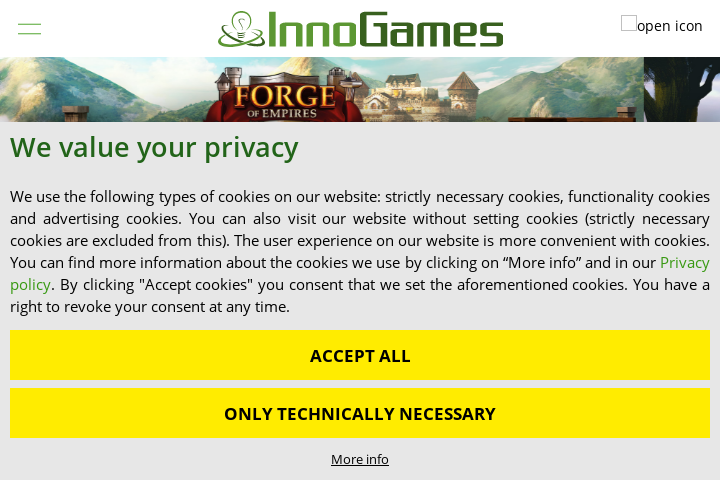 InnoGames
open icon
FORGE
OF EMPIRES
We value your privacy
We use the following types of cookies on our website: strictly necessary cookies, functionality cookies
and advertising cookies. You can also visit our website without setting cookies (strictly necessary
cookies are excluded from this). The user experience on our website is more convenient with cookies.
You can find more information about the cookies we use by clicking on “More info” and in our Privacy
policy. By clicking "Accept cookies" you consent that we set the aforementioned cookies. You have a
right to revoke your consent at any time.
ACCEPT ALL
ONLY TECHNICALLY NECESSARY
More info